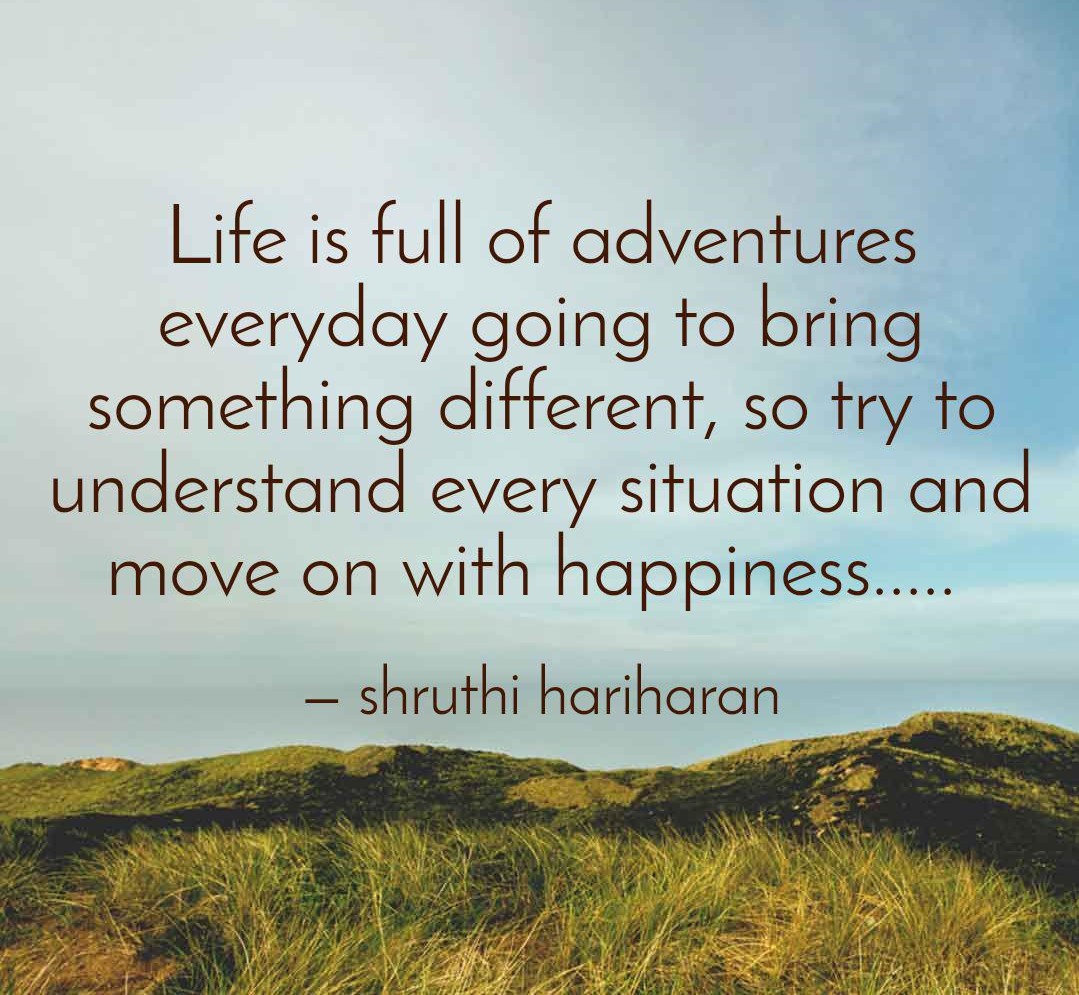 Life is full of adventures
everyday going to bring
something different, so try to
understand every situation and
move on with happiness.....
– shruthi hariharan